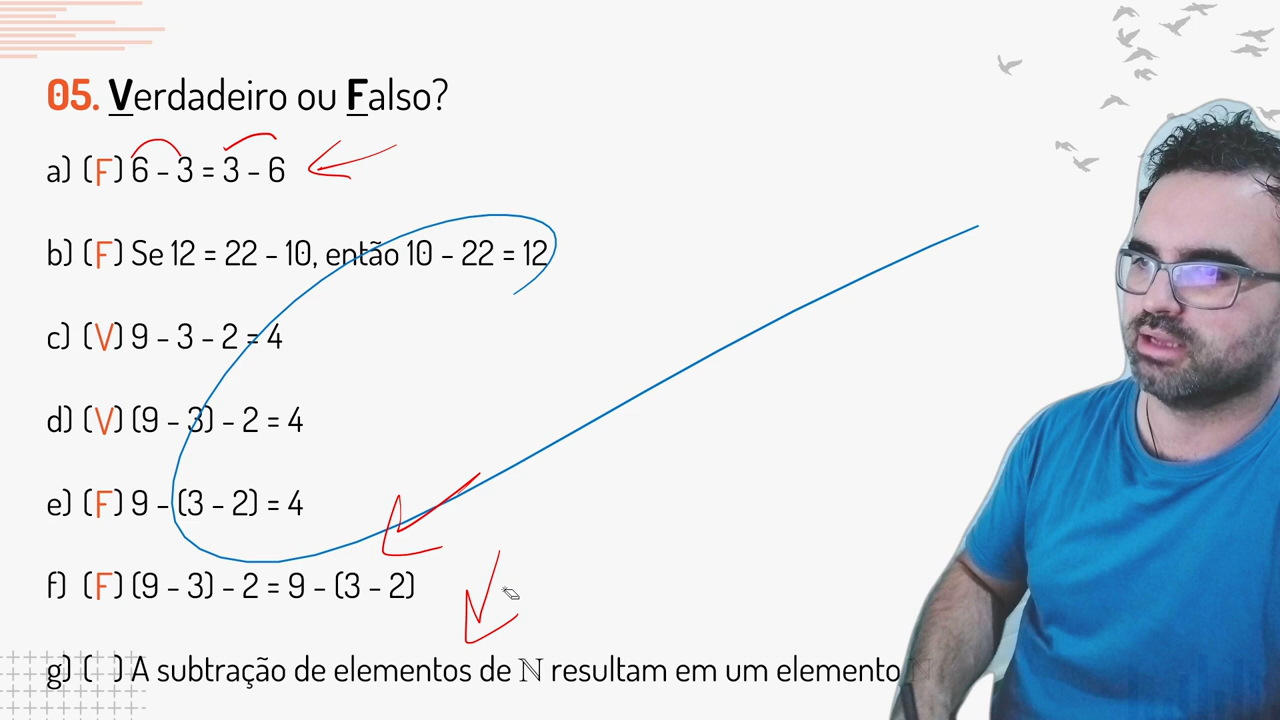 05. Verdadeiro ou Falso?
a) (F) 6 - 3 = 3 - 6
b) (F) Se 12 = 22 - 10, então 10 - 22 = 12
c) (V) 9 - 3 - 2 = 4
d) (V) (9 - 3) - 2 = 4
e) (F) 9 - (3 - 2) = 4
f) (F) (9 - 3) - 2 = 9 - (3 - 2)
g) ( ) A subtração de elementos de ℕ resultam em um elemento ℕ